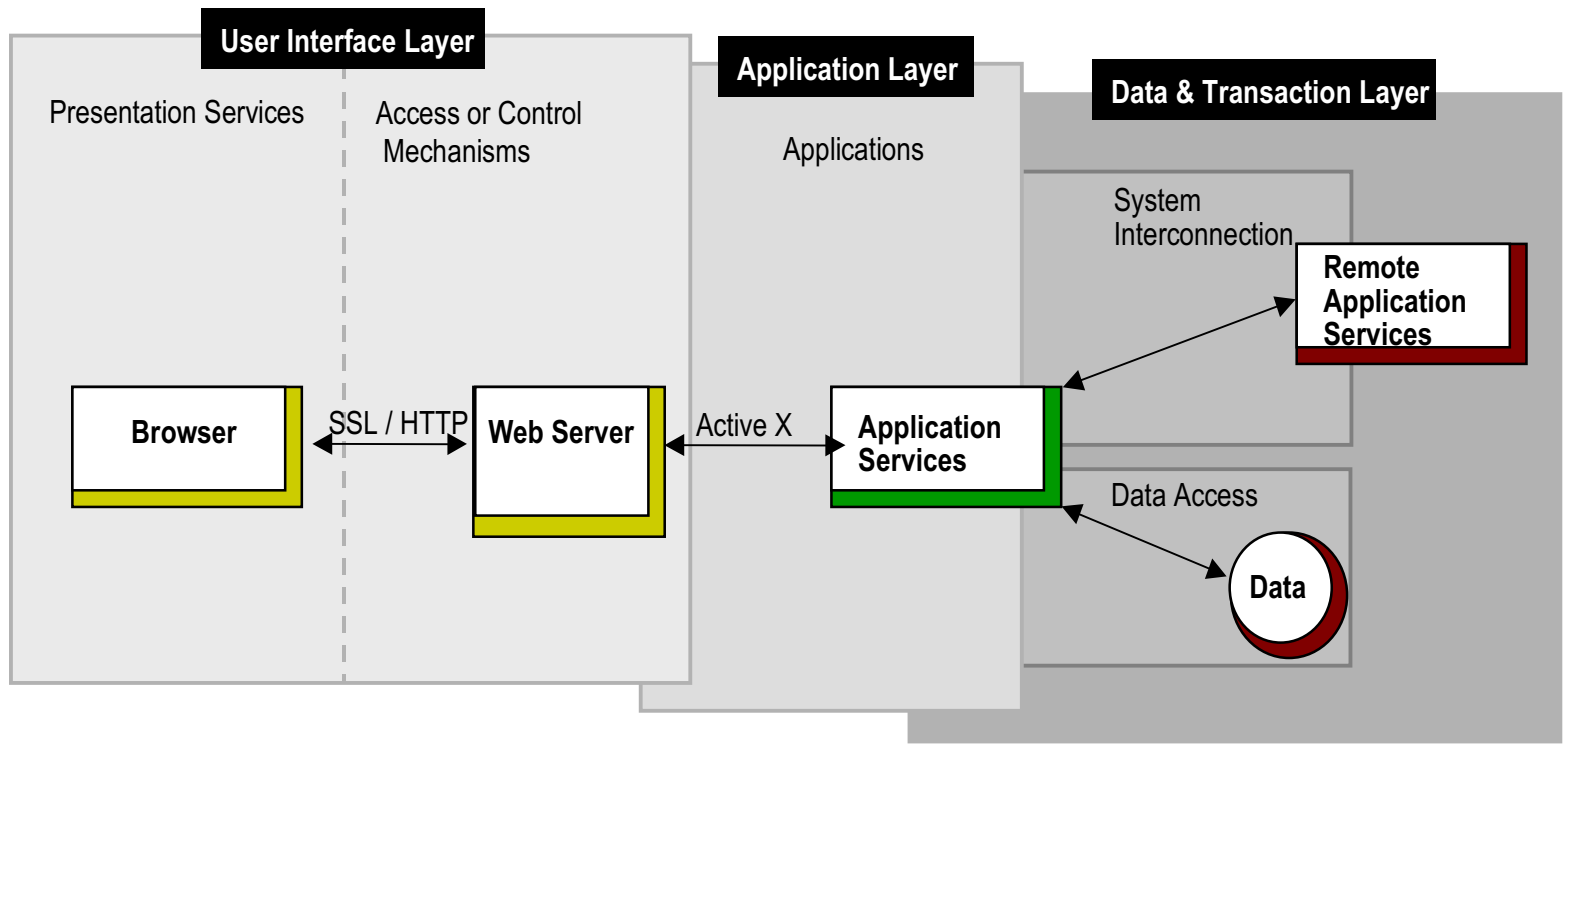 User Interface Layer
Application Layer
Data & Transaction Layer
Presentation Services
Access or Control
Mechanisms
Applications
System
Interconnection
Remote
Application
Services
Browser
SSL / HTTP
Web Server
Active X
Application
Services
Data Access
Data